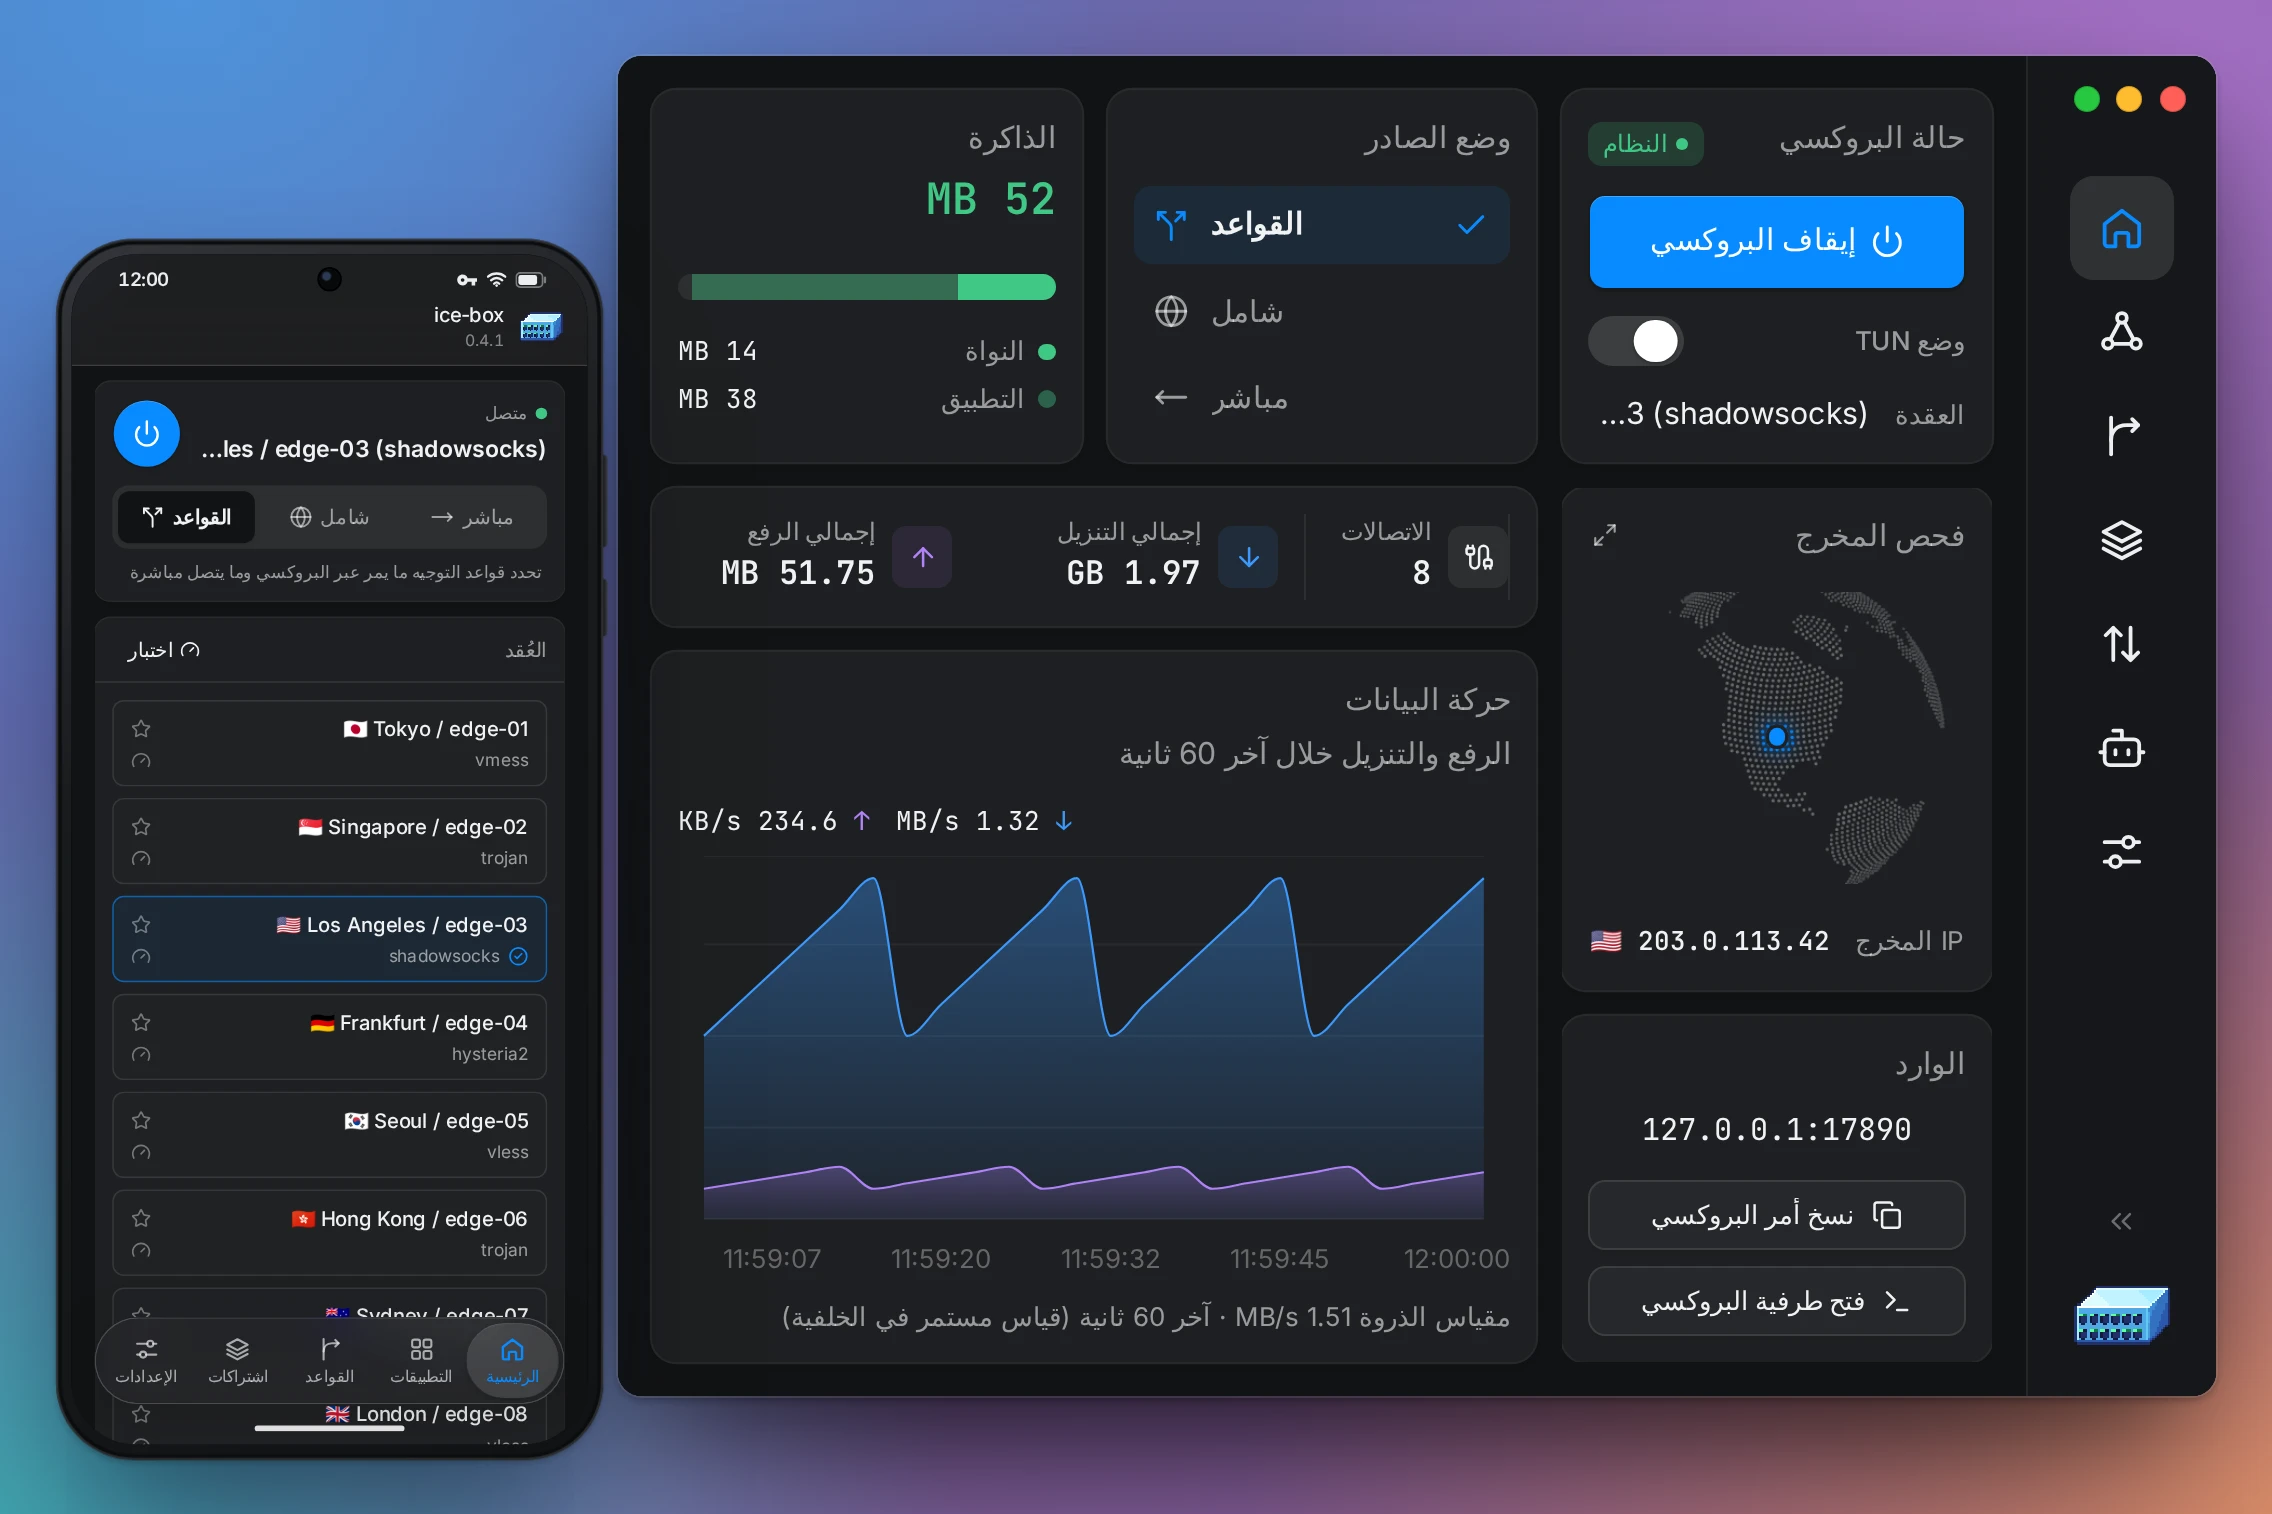 12:00
ice-box
0.4.1
متصل
...les / edge-03 (shadowsocks)
مباشر
شامل
القواعد
تحدد قواعد التوجيه ما يمر عبر البروكسي وما يتصل مباشرة
العُقد
اختبار
🇯🇵 Tokyo / edge-01
vmess
🇸🇬 Singapore / edge-02
trojan
🇺🇸 Los Angeles / edge-03
shadowsocks
🇩🇪 Frankfurt / edge-04
hysteria2
🇰🇷 Seoul / edge-05
vless
🇭🇰 Hong Kong / edge-06
trojan
🇦🇺 Sydney / edge-07
الرئيسية
التطبيقات
القواعد
اشتراكات
الإعدادات
🇬🇧 London / edge-08
vless
حالة البروكسي
النظام
إيقاف البروكسي
وضع TUN
العقدة
...3 (shadowsocks)
وضع الصادر
القواعد
شامل
مباشر
الذاكرة
MB 52
النواة
MB 14
التطبيق
MB 38
فحص المخرج
IP المخرج
203.0.113.42 🇺🇸
الاتصالات
8
إجمالي التنزيل
GB 1.97
إجمالي الرفع
MB 51.75
حركة البيانات
الرفع والتنزيل خلال آخر 60 ثانية
KB/s 234.6 ↑ MB/s 1.32 ↓
11:59:07 11:59:20 11:59:32 11:59:45 12:00:00
مقياس الذروة 1.51 MB/s · آخر 60 ثانية (قياس مستمر في الخلفية)
الوارد
127.0.0.1:17890
نسخ أمر البروكسي
فتح طرفية البروكسي